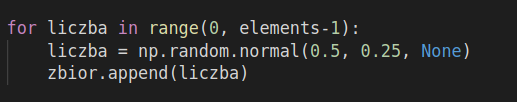 for liczba in range(0, elements-1):
    liczba = np.random.normal(0.5, 0.25, None)
    zbior.append(liczba)